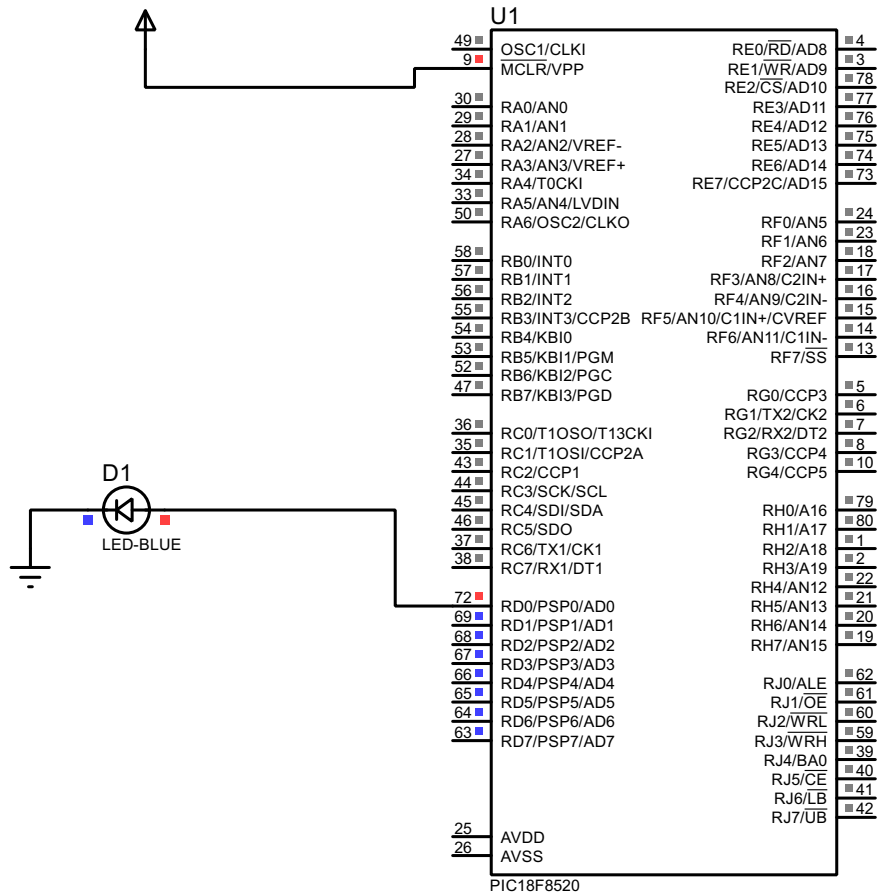 U1
49 OSC1/CLKI
9 MCLR/VPP
30 RA0/AN0
29 RA1/AN1
28 RA2/AN2/VREF-
27 RA3/AN3/VREF+
34 RA4/T0CKI
33 RA5/AN4/LVDIN
50 RA6/OSC2/CLKO
58 RB0/INT0
57 RB1/INT1
56 RB2/INT2
55 RB3/INT3/CCP2B
54 RB4/KBI0
53 RB5/KBI1/PGM
52 RB6/KBI2/PGC
47 RB7/KBI3/PGD
36 RC0/T1OSO/T13CKI
35 RC1/T1OSI/CCP2A
43 RC2/CCP1
44 RC3/SCK/SCL
45 RC4/SDI/SDA
46 RC5/SDO
37 RC6/TX1/CK1
38 RC7/RX1/DT1
72 RD0/PSP0/AD0
69 RD1/PSP1/AD1
68 RD2/PSP2/AD2
67 RD3/PSP3/AD3
66 RD4/PSP4/AD4
65 RD5/PSP5/AD5
64 RD6/PSP6/AD6
63 RD7/PSP7/AD7
25 AVDD
26 AVSS
RE0/RD/AD8 4
RE1/WR/AD9 3
RE2/CS/AD10 78
RE3/AD11 77
RE4/AD12 76
RE5/AD13 75
RE6/AD14 74
RE7/CCP2C/AD15 73
RF0/AN5 24
RF1/AN6 23
RF2/AN7 18
RF3/AN8/C2IN+ 17
RF4/AN9/C2IN- 16
RF5/AN10/C1IN+/CVREF 15
RF6/AN11/C1IN- 14
RF7/SS 13
RG0/CCP3 5
RG1/TX2/CK2 6
RG2/RX2/DT2 7
RG3/CCP4 8
RG4/CCP5 10
RH0/A16 79
RH1/A17 80
RH2/A18 1
RH3/A19 2
RH4/AN12 22
RH5/AN13 21
RH6/AN14 20
RH7/AN15 19
RJ0/ALE 62
RJ1/OE 61
RJ2/WRL 60
RJ3/WRH 59
RJ4/BA0 39
RJ5/CE 40
RJ6/LB 41
RJ7/UB 42
PIC18F8520
D1
LED-BLUE